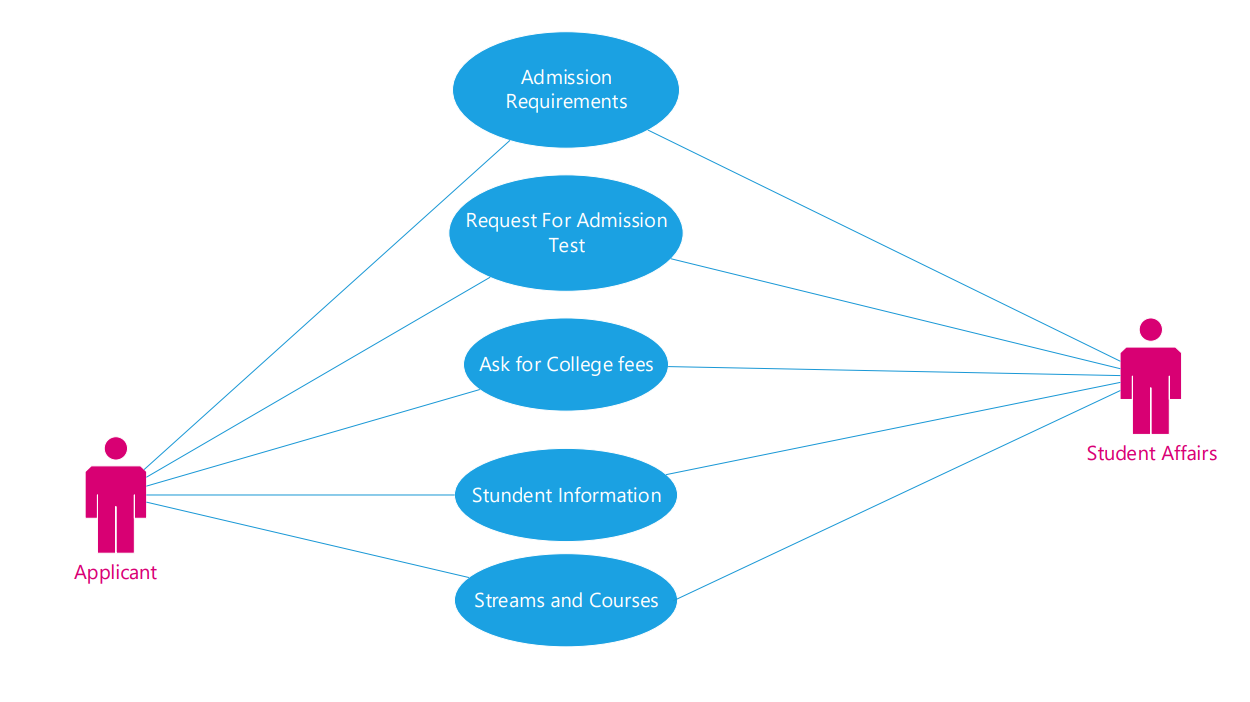 Admission
Requirements
Request For Admission
Test
Ask for College fees
Stundent Information
Streams and Courses
Student Affairs
Applicant